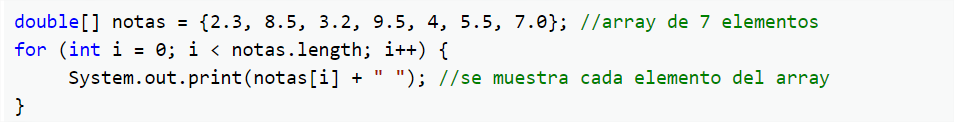 double[] notas = {2.3, 8.5, 3.2, 9.5, 4, 5.5, 7.0}; //array de 7 elementos
for (int i = 0; i < notas.length; i++) {
     System.out.print(notas[i] + " "); //se muestra cada elemento del array
}